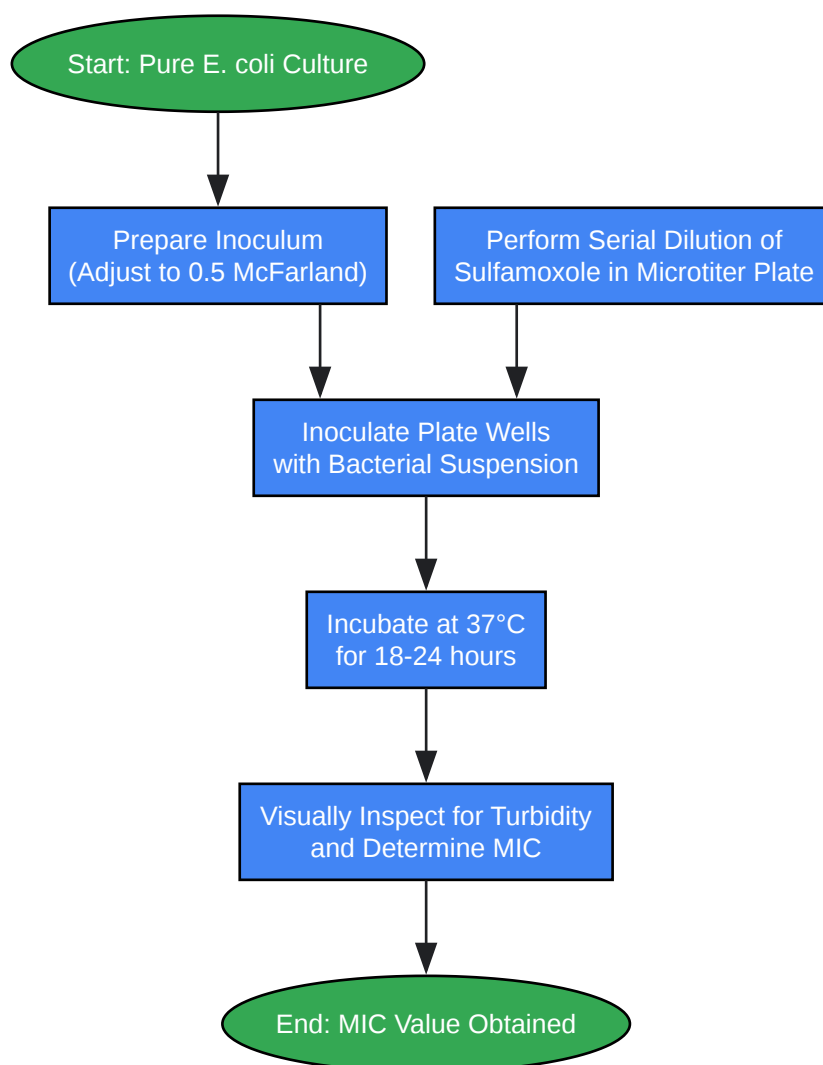 Start: Pure E. coli Culture
Prepare Inoculum
(Adjust to 0.5 McFarland)
Perform Serial Dilution of
Sulfamoxole in Microtiter Plate
Inoculate Plate Wells
with Bacterial Suspension
Incubate at 37°C
for 18-24 hours
Visually Inspect for Turbidity
and Determine MIC
End: MIC Value Obtained